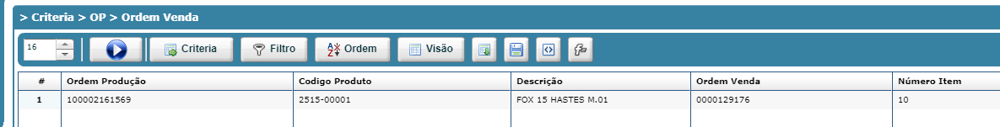 > Criteria > OP > Ordem Venda
16 Criteria Filtro Ordem Visão
# Ordem Produção Codigo Produto Descrição Ordem Venda Número Item
1 100002161569 2515-00001 FOX 15 HASTES M.01 0000129176 10